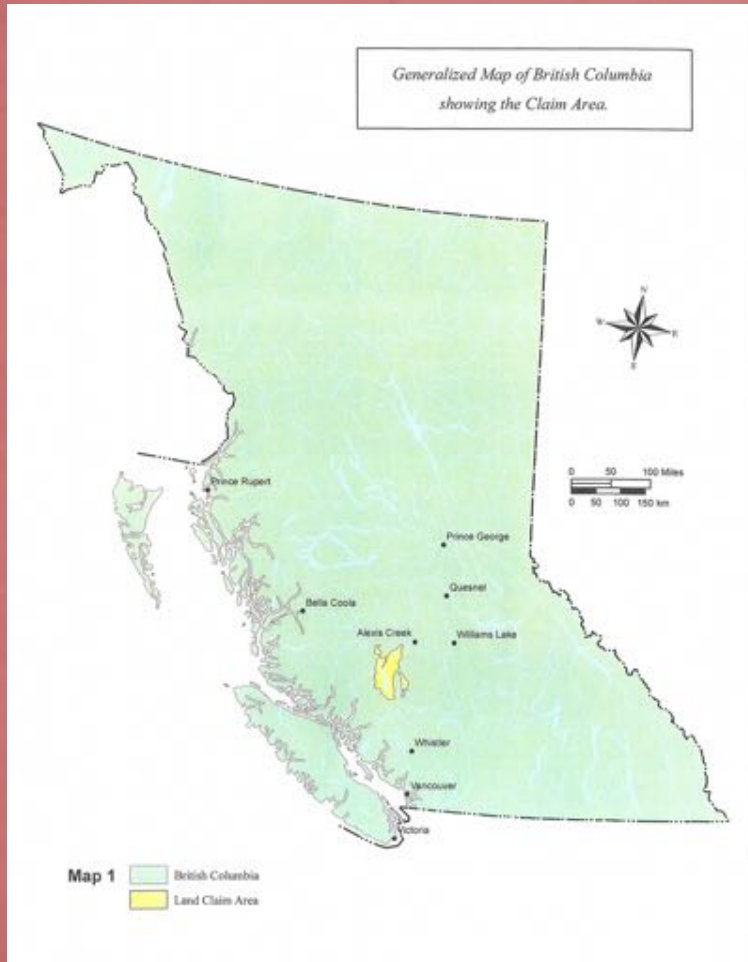 Generalized Map of British Columbia
showing the Claim Area.
N
W
E
S
0 50 100 Miles
0 50 100 150 km
Prince Rupert
Prince George
Quesnel
Bella Coola
Alexis Creek
Williams Lake
Whistler
Vancouver
Victoria
Map 1
British Columbia
Land Claim Area